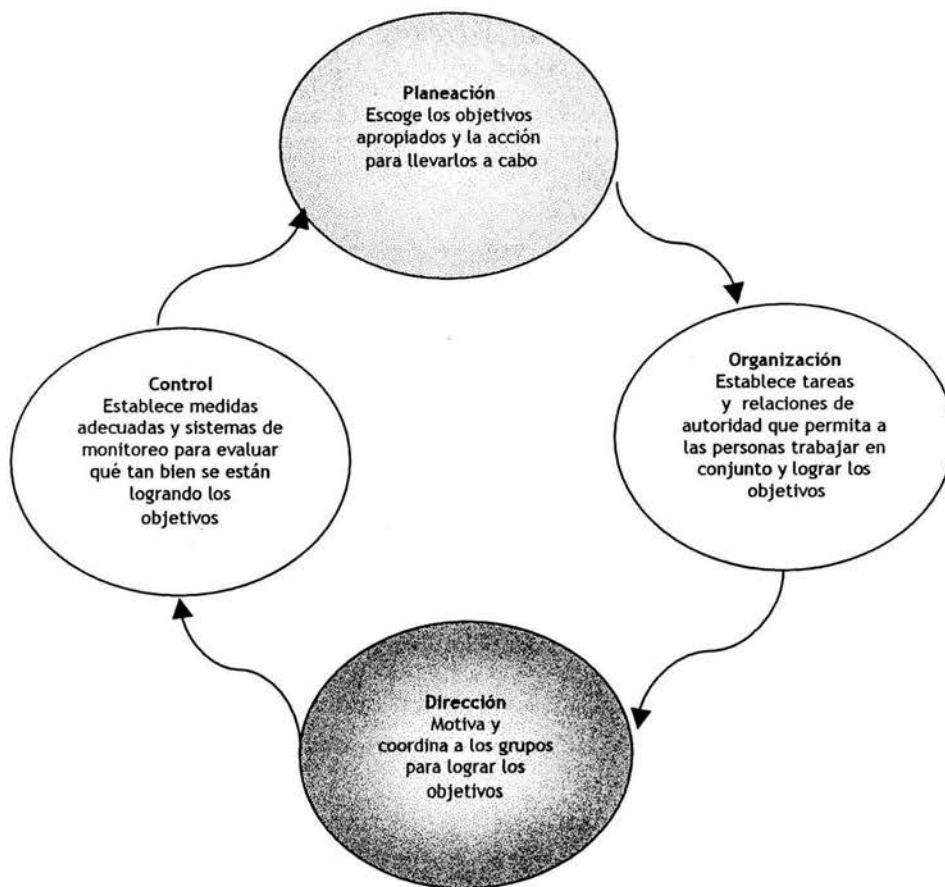 Planeación
Escoge los objetivos
apropiados y la acción
para llevarlos a cabo
Organización
Establece tareas
y relaciones de
autoridad que permita a
las personas trabajar en
conjunto y lograr los
objetivos
Dirección
Motiva y
coordina a los grupos
para lograr los
objetivos
Control
Establece medidas
adecuadas y sistemas de
monitoreo para evaluar
qué tan bien se están
logrando los
objetivos